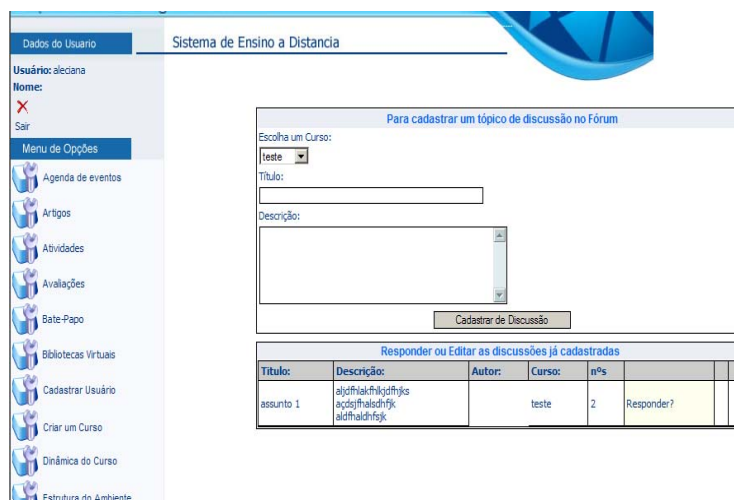 Dados do Usuario
Sistema de Ensino a Distancia
Usuário: aleciana
Nome:
Sair
Menu de Opções
Agenda de eventos
Artigos
Atividades
Avaliações
Bate-Papo
Bibliotecas Virtuais
Cadastrar Usuário
Criar um Curso
Dinâmica do Curso
Estrutura do Ambiente
Para cadastrar um tópico de discussão no Fórum
Escolha um Curso:
teste
Título:
Descrição:
Cadastrar de Discussão
Responder ou Editar as discussões já cadastradas
Titulo: Descrição: Autor: Curso: nºs
assunto 1 aljdfhlakfhlkjdfhjks teste 2 Responder?
açdsjfhalsdhfjk
aldfhaldhfsjk